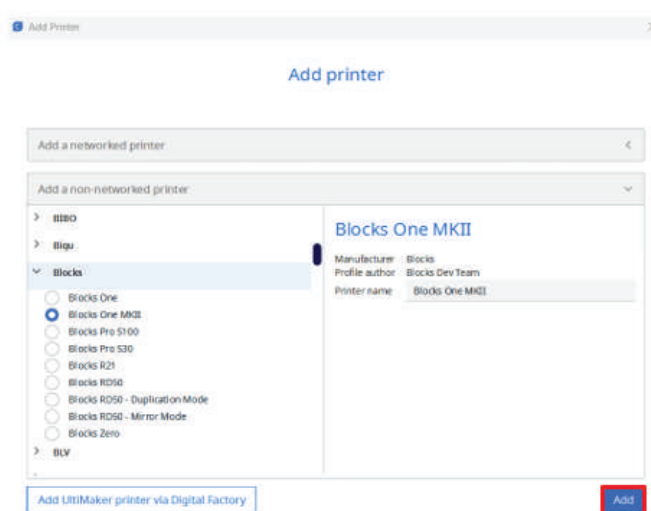 Add Printer
Add printer
Add a networked printer
Add a non-networked printer
BIBO
Biqu
Blocks
Blocks One
Blocks One MKII
Blocks Pro S100
Blocks Pro S30
Blocks R21
Blocks RD50
Blocks RD50 - Duplication Mode
Blocks RD50 - Mirror Mode
Blocks Zero
BLV
Blocks One MKII
Manufacturer Blocks
Profile author Blocks Dev Team
Printer name Blocks One MKII
Add UltiMaker printer via Digital Factory
Add